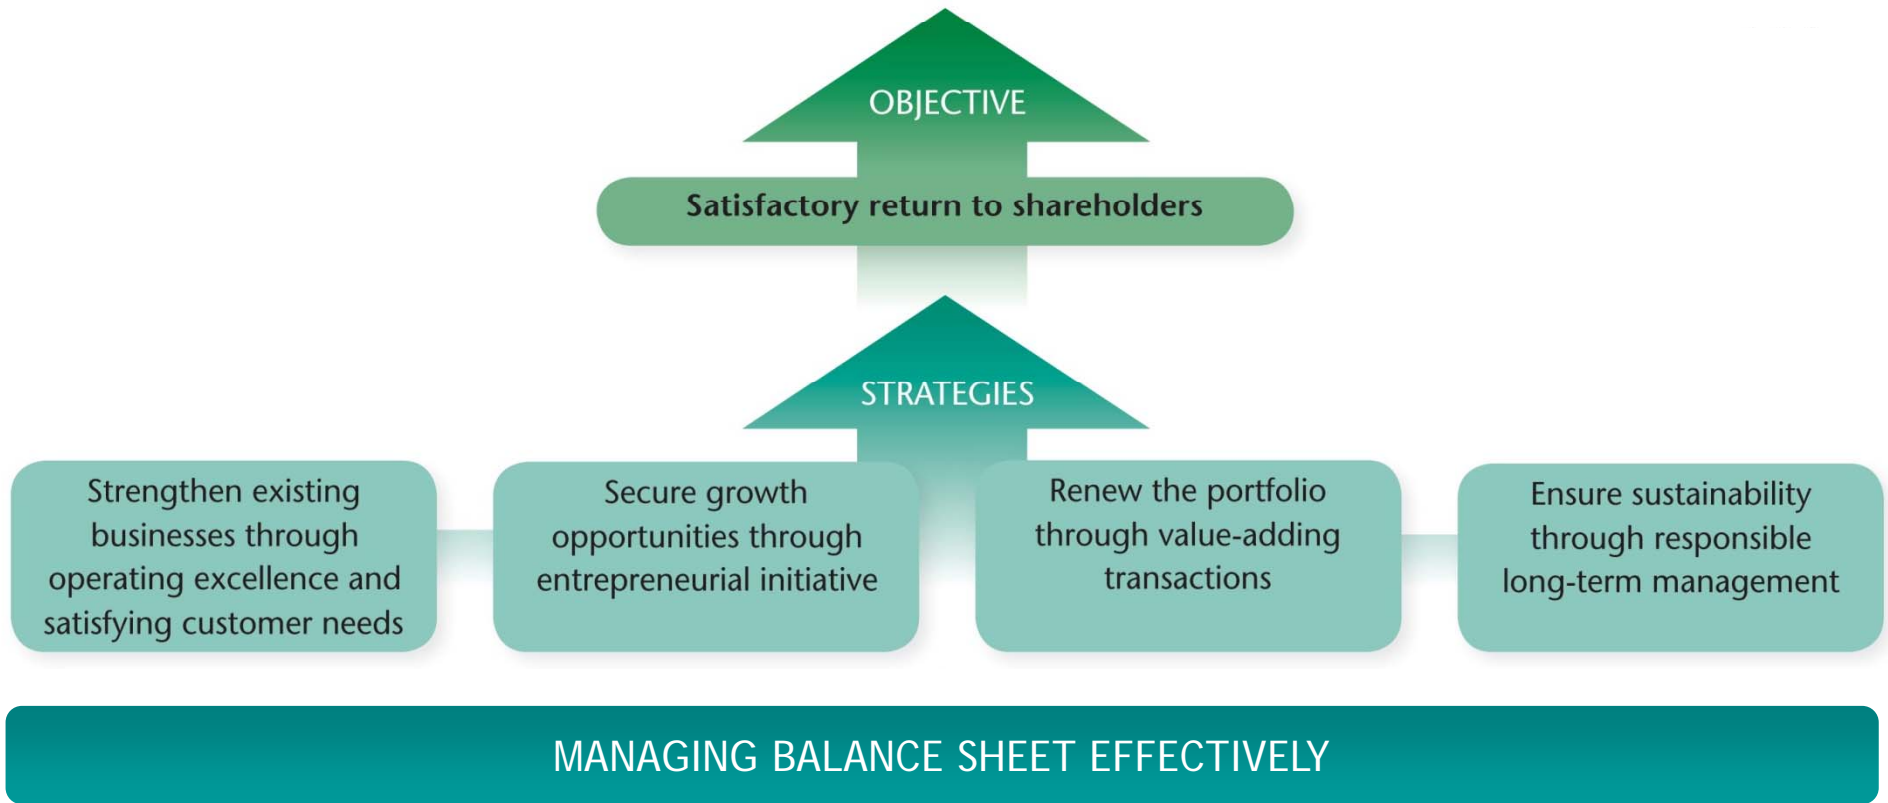 OBJECTIVE
Satisfactory return to shareholders
STRATEGIES
Strengthen existing
businesses through
operating excellence and
satisfying customer needs
Secure growth
opportunities through
entrepreneurial initiative
Renew the portfolio
through value-adding
transactions
Ensure sustainability
through responsible
long-term management
MANAGING BALANCE SHEET EFFECTIVELY